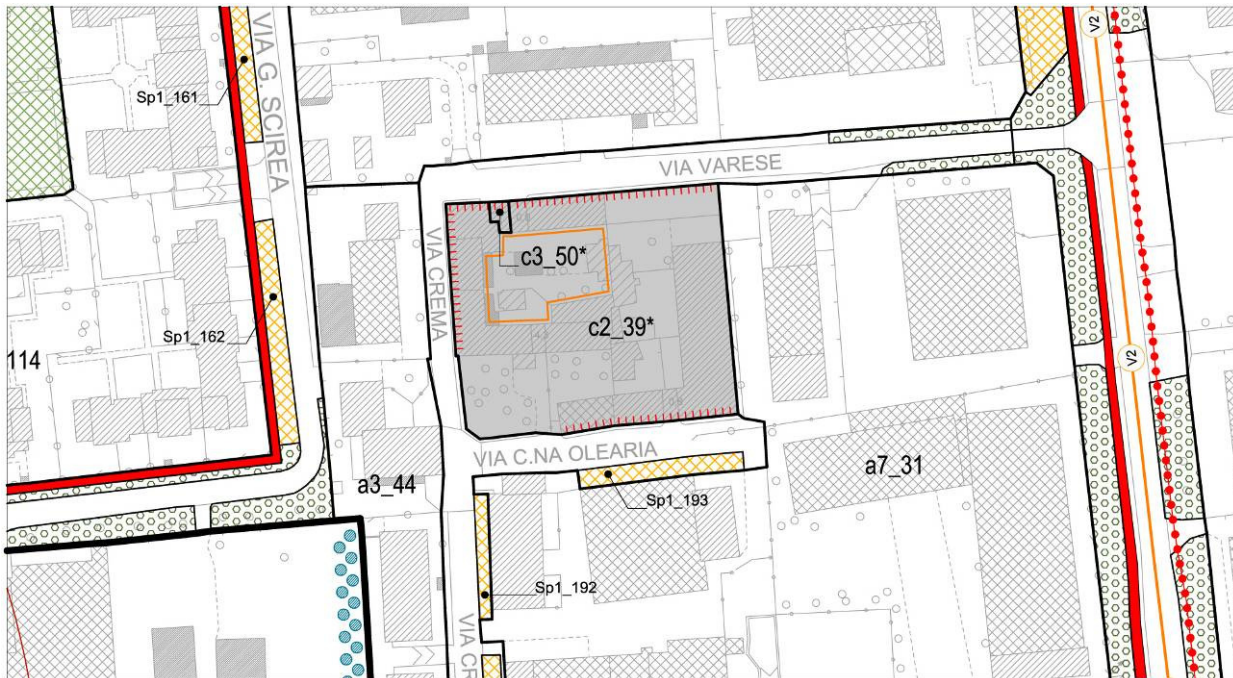 VIA G. SCIREA
Sp1_161
V2
VIA VARESE
VIA CREMA
c3_50*
c2_39*
Sp1_162
114
V2
VIA C.NA OLEARIA
a3_44
a7_31
Sp1_193
Sp1_192
VIA CR